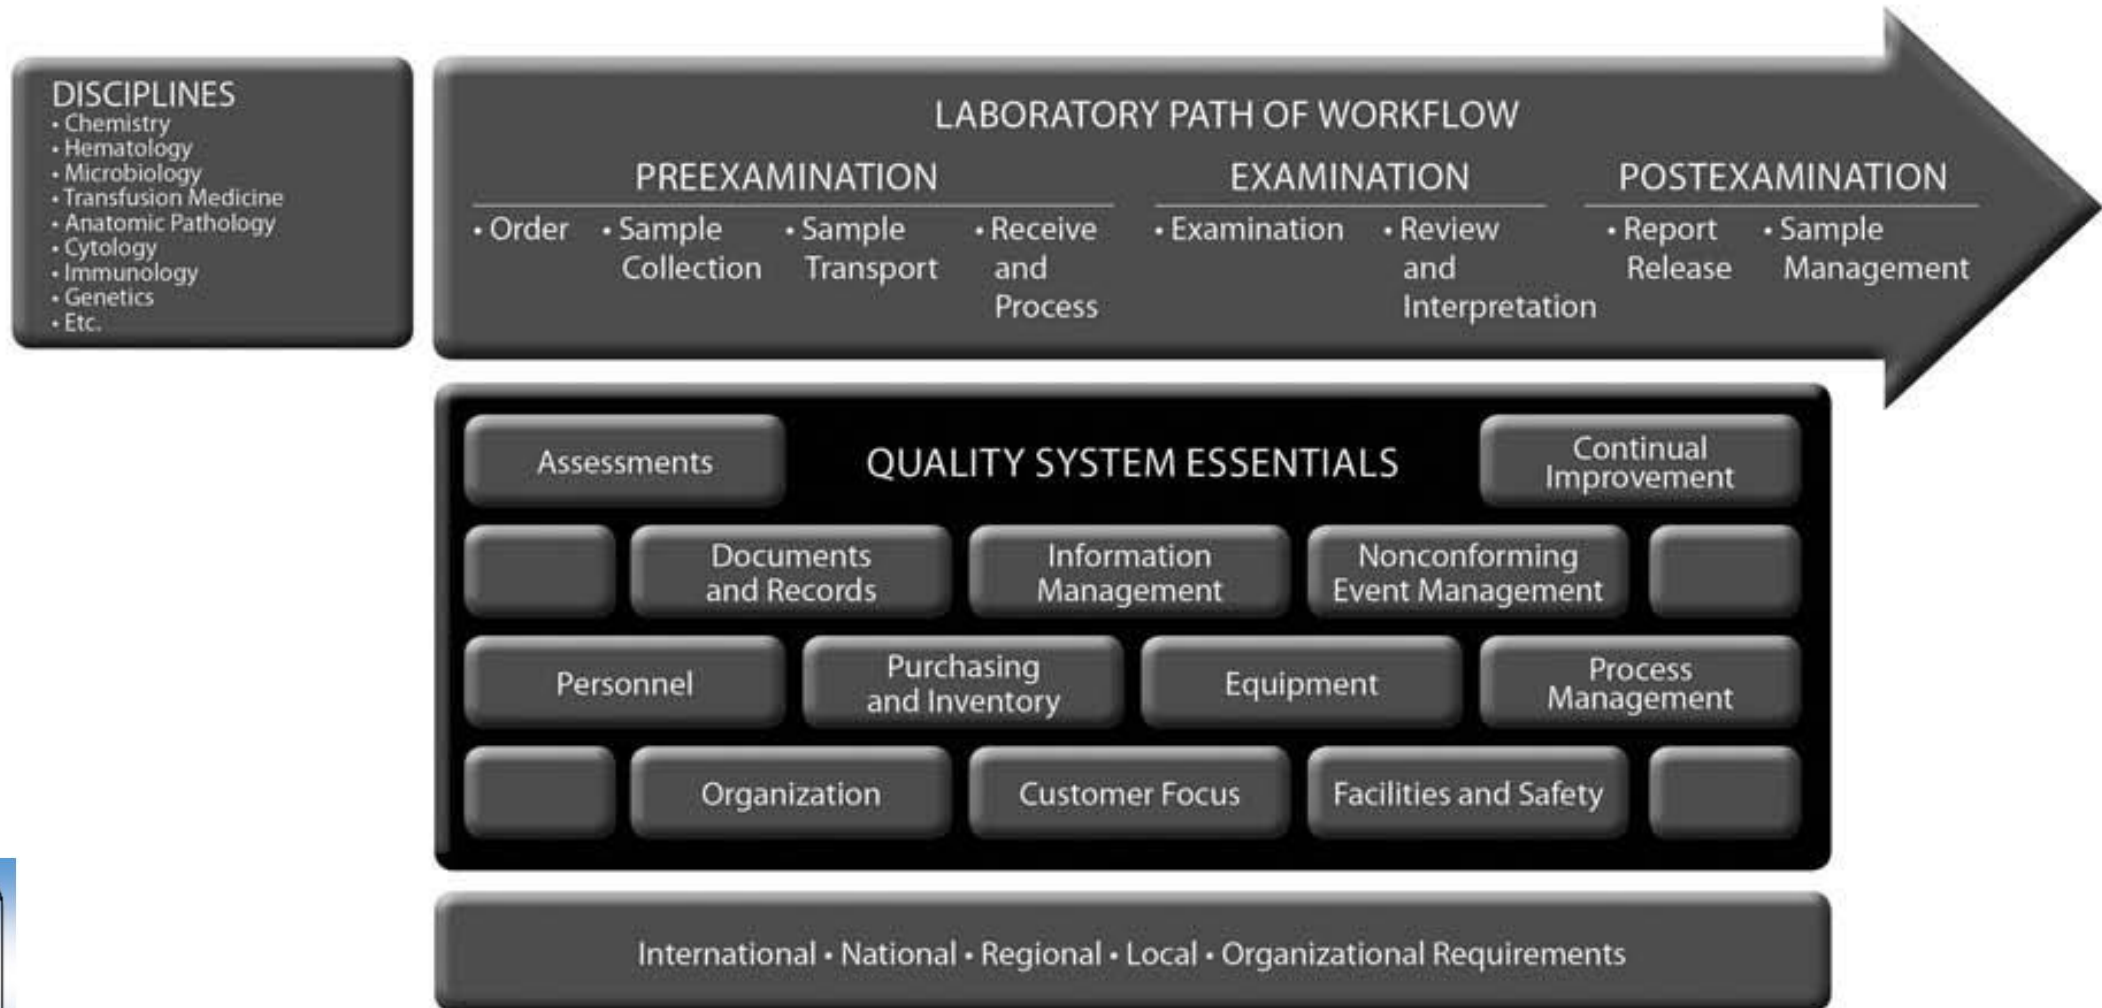 DISCIPLINES
• Chemistry
• Hematology
• Microbiology
• Transfusion Medicine
• Anatomic Pathology
• Cytology
• Immunology
• Genetics
• Etc.
LABORATORY PATH OF WORKFLOW
PREEXAMINATION
• Order
• Sample
Collection
• Sample
Transport
• Receive
and
Process
EXAMINATION
• Examination
• Review
and
Interpretation
POSTEXAMINATION
• Report
Release
• Sample
Management
QUALITY SYSTEM ESSENTIALS
Assessments
Continual
Improvement
Documents
and Records
Information
Management
Nonconforming
Event Management
Personnel
Purchasing
and Inventory
Equipment
Process
Management
Organization
Customer Focus
Facilities and Safety
International • National • Regional • Local • Organizational Requirements